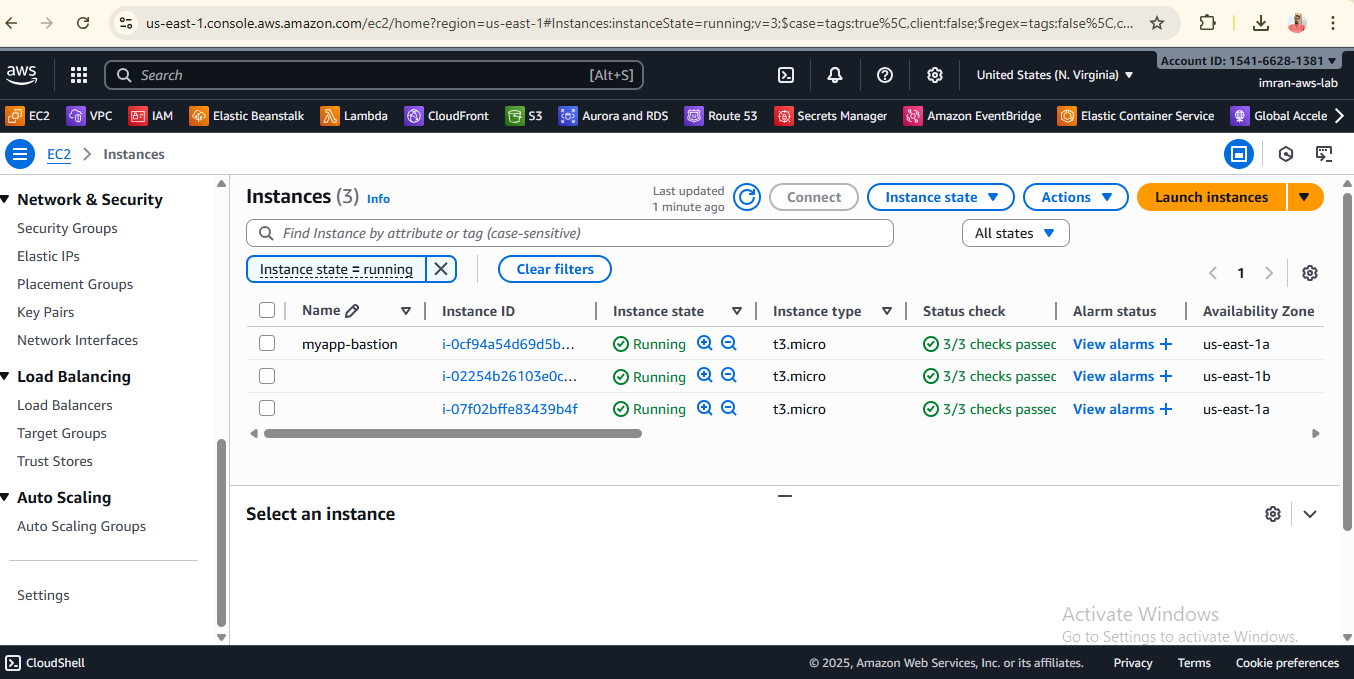 us-east-1.console.aws.amazon.com/ec2/home?region=us-east-1#Instances:instanceState=running;v=3;$case=tags:true%5C,client:false;$regex=tags:false%5C,c...
aws
Search [Alt+S]
United States (N. Virginia)
Account ID: 1541-6628-1381
imran-aws-lab
EC2 VPC IAM Elastic Beanstalk Lambda CloudFront S3 Aurora and RDS Route 53 Secrets Manager Amazon EventBridge Elastic Container Service Global Accele
EC2 Instances
Network & Security
Security Groups
Elastic IPs
Placement Groups
Key Pairs
Network Interfaces
Load Balancing
Load Balancers
Target Groups
Trust Stores
Auto Scaling
Auto Scaling Groups
Settings
Instances (3) Info
Last updated
1 minute ago
Connect
Instance state
Actions
Launch instances
Find Instance by attribute or tag (case-sensitive)
All states
Instance state = running
Clear filters
1
Name Instance ID Instance state Instance type Status check Alarm status Availability Zone
myapp-bastion i-0cf94a54d69d5b... Running t3.micro 3/3 checks passed View alarms + us-east-1a
i-02254b26103e0c... Running t3.micro 3/3 checks passed View alarms + us-east-1b
i-07f02bffe83439b4f Running t3.micro 3/3 checks passed View alarms + us-east-1a
Select an instance
Activate Windows
Go to Settings to activate Windows.
CloudShell
© 2025, Amazon Web Services, Inc. or its affiliates. Privacy Terms Cookie preferences